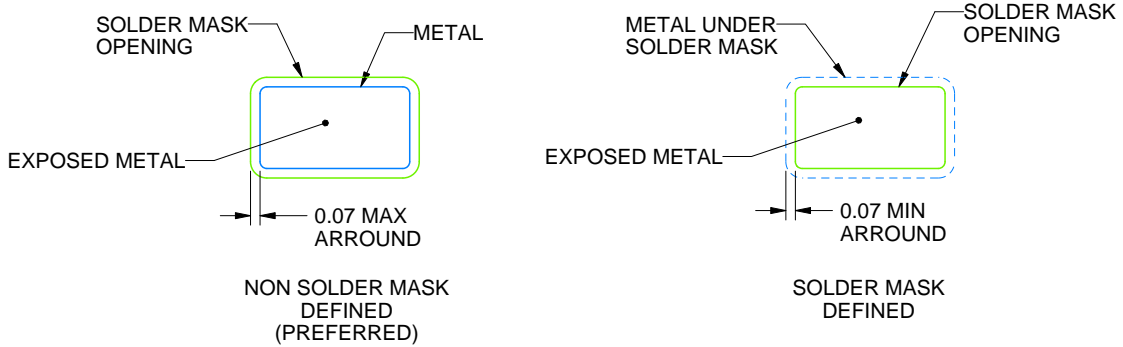 SOLDER MASK
OPENING
METAL
EXPOSED METAL
0.07 MAX
ARROUND
NON SOLDER MASK
DEFINED
(PREFERRED)
METAL UNDER
SOLDER MASK
SOLDER MASK
OPENING
EXPOSED METAL
0.07 MIN
ARROUND
SOLDER MASK
DEFINED